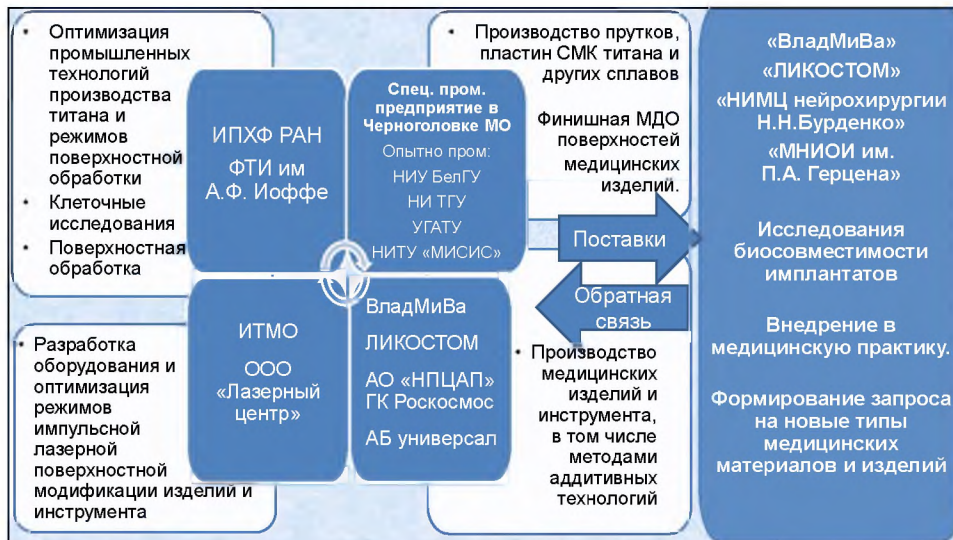 • Оптимизация
промышленных
технологий
производства
титана и
режимов
поверхностной
обработки
• Клеточные
исследования
• Поверхностная
обработка
ИПХФ РАН
ФТИ им
А.Ф. Иоффе
Спец. пром.
предприятие в
Черноголовке МО
Опытно пром:
НИУ БелГУ
НИ ТГУ
УГАТУ
НИТУ «МИСИС»
• Производство прутков,
пластин СМК титана и
других сплавов
Финишная МДО
поверхностей
медицинских
изделий.
Поставки
Обратная
связь
• Разработка
оборудования и
оптимизация
режимов
импульсной
лазерной
поверхностной
модификации изделий и
инструмента
ИТМО
ООО
«Лазерный
центр»
ВладМиВа
ЛИКОСТОМ
АО «НПЦАП»
ГК Роскосмос
АБ универсал
• Производство
медицинских
изделий и
инструмента,
в том числе
методами
аддитивных
технологий
«ВладМиВа»
«ЛИКОСТОМ»
«НИМЦ нейрохирургии
Н.Н.Бурденко»
«МНИОИ им.
П.А. Герцена»
Исследования
биосовместимости
имплантатов
Внедрение в
медицинскую практику.
Формирование запроса
на новые типы
медицинских
материалов и изделий